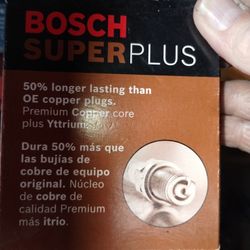 BOSCH
SUPERPLUS
50% longer lasting than
OE copper plugs.
Premium Copper core
plus Yttrium.
Dura 50% más que
las bujías de
cobre de equipo
original. Núcleo
de cobre de
calidad Premium
más itrio.